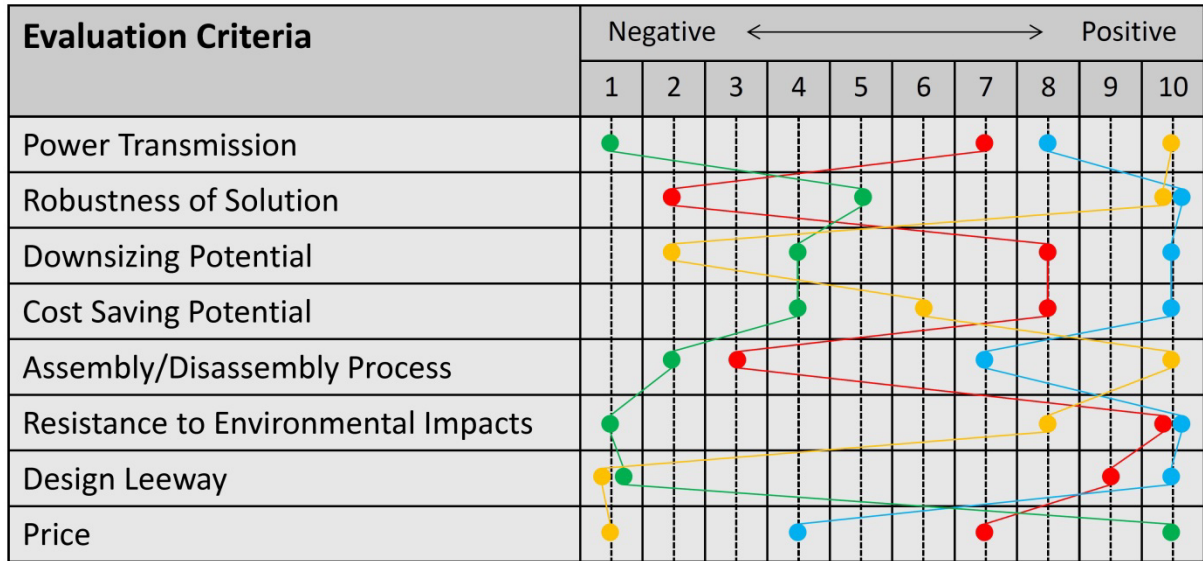 Evaluation Criteria
Negative Positive
1 2 3 4 5 6 7 8 9 10
Power Transmission
Robustness of Solution
Downsizing Potential
Cost Saving Potential
Assembly/Disassembly Process
Resistance to Environmental Impacts
Design Leeway
Price